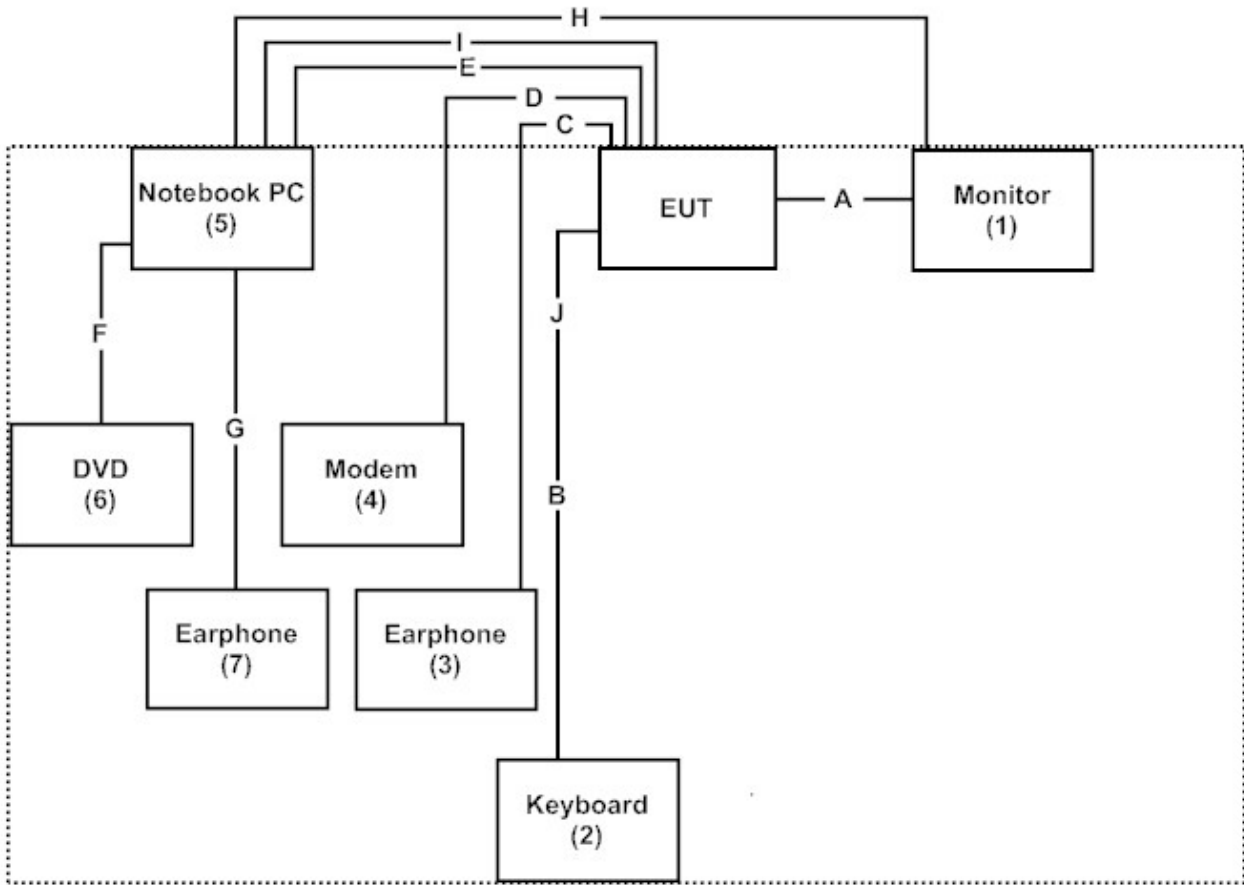 H
I
E
D
C
Notebook PC
(5)
EUT
A
Monitor
(1)
F
J
G
DVD
(6)
Modem
(4)
B
Earphone
(7)
Earphone
(3)
Keyboard
(2)